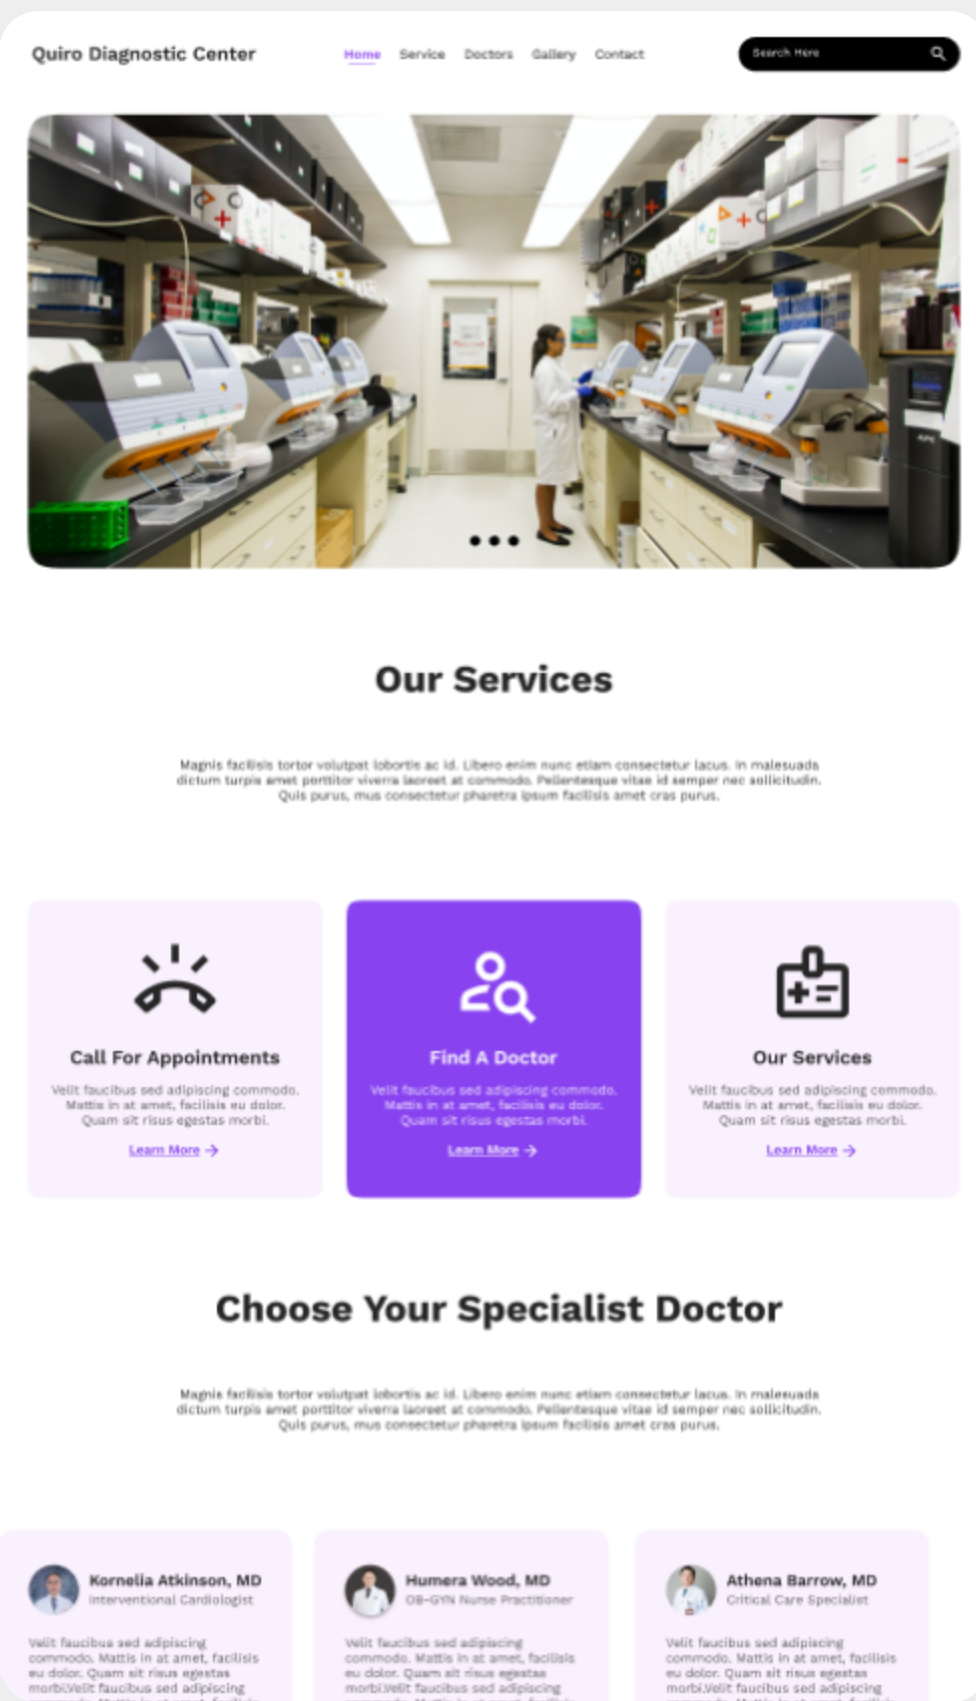 Quiro Diagnostic Center
Home Service Doctors Gallery Contact
Search Here
APC
Our Services
Magnis facilisis tortor volutpat lobortis ac id. Libero enim nunc etiam consectetur lacus. In malesuada
dictum turpis amet porttitor viverra laoreet at commodo. Pellentesque vitae id semper nec sollicitudin.
Quis purus, mus consectetur pharetra ipsum facilisis amet cras purus.
Call For Appointments
Velit faucibus sed adipiscing commodo.
Mattis in at amet, facilisis eu dolor.
Quam sit risus egestas morbi.
Learn More →
Find A Doctor
Velit faucibus sed adipiscing commodo.
Mattis in at amet, facilisis eu dolor.
Quam sit risus egestas morbi.
Learn More →
Our Services
Velit faucibus sed adipiscing commodo.
Mattis in at amet, facilisis eu dolor.
Quam sit risus egestas morbi.
Learn More →
Choose Your Specialist Doctor
Magnis facilisis tortor volutpat lobortis ac id. Libero enim nunc etiam consectetur lacus. In malesuada
dictum turpis amet porttitor viverra laoreet at commodo. Pellentesque vitae id semper nec sollicitudin.
Quis purus, mus consectetur pharetra ipsum facilisis amet cras purus.
Kornelia Atkinson, MD
Interventional Cardiologist
Velit faucibus sed adipiscing
commodo. Mattis in at amet, facilisis
eu dolor. Quam sit risus egestas
morbi.Velit faucibus sed adipiscing
Humera Wood, MD
OB-GYN Nurse Practitioner
Velit faucibus sed adipiscing
commodo. Mattis in at amet, facilisis
eu dolor. Quam sit risus egestas
morbi.Velit faucibus sed adipiscing
Athena Barrow, MD
Critical Care Specialist
Velit faucibus sed adipiscing
commodo. Mattis in at amet, facilisis
eu dolor. Quam sit risus egestas
morbi.Velit faucibus sed adipiscing